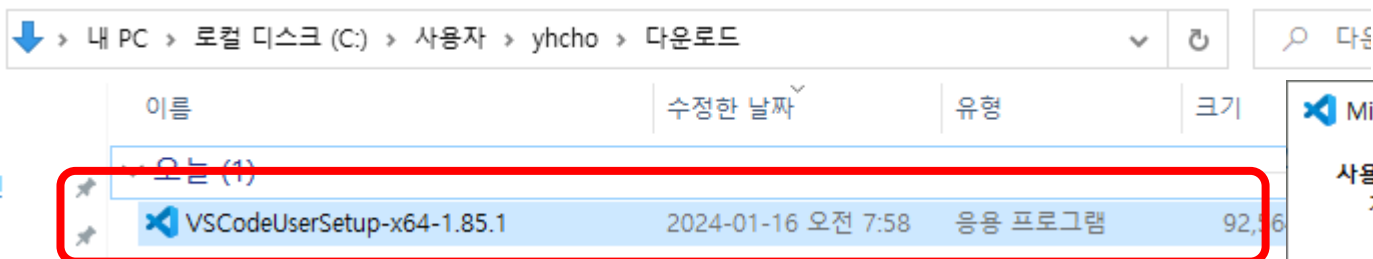 내 PC > 로컬 디스크 (C:) > 사용자 > yhcho > 다운로드
이름 수정한 날짜 유형 크기
오늘 (1)
VSCodeUserSetup-x64-1.85.1 2024-01-16 오전 7:58 응용 프로그램